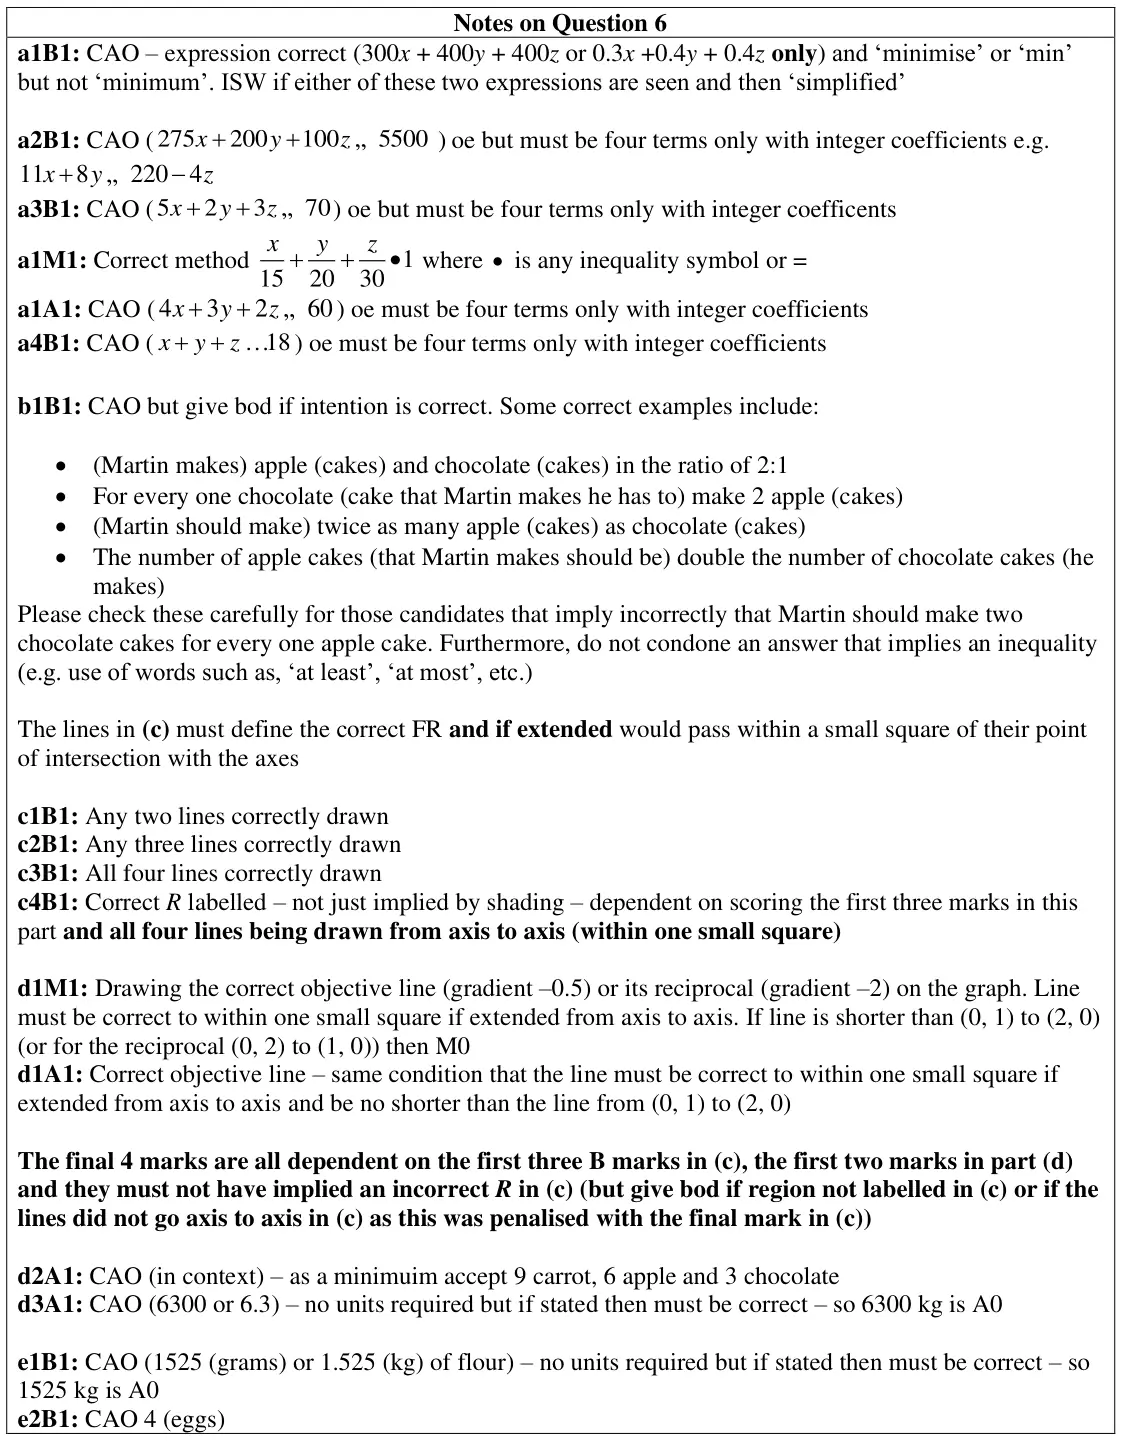 Notes on Question 6
a1B1: CAO – expression correct (300x + 400y + 400z or 0.3x +0.4y + 0.4z only) and ‘minimise’ or ‘min’
but not ‘minimum’. ISW if either of these two expressions are seen and then ‘simplified’
a2B1: CAO ( 275x + 200y + 100z ,, 5500 ) oe but must be four terms only with integer coefficients e.g.
11x + 8y ,, 220 – 4z
a3B1: CAO ( 5x + 2y + 3z ,, 70 ) oe but must be four terms only with integer coefficents
a1M1: Correct method x/15 + y/20 + z/30 • 1 where • is any inequality symbol or =
a1A1: CAO ( 4x + 3y + 2z ,, 60 ) oe must be four terms only with integer coefficients
a4B1: CAO ( x + y + z …18 ) oe must be four terms only with integer coefficients
b1B1: CAO but give bod if intention is correct. Some correct examples include:
• (Martin makes) apple (cakes) and chocolate (cakes) in the ratio of 2:1
• For every one chocolate (cake that Martin makes he has to) make 2 apple (cakes)
• (Martin should make) twice as many apple (cakes) as chocolate (cakes)
• The number of apple cakes (that Martin makes should be) double the number of chocolate cakes (he
makes)
Please check these carefully for those candidates that imply incorrectly that Martin should make two
chocolate cakes for every one apple cake. Furthermore, do not condone an answer that implies an inequality
(e.g. use of words such as, ‘at least’, ‘at most’, etc.)
The lines in (c) must define the correct FR and if extended would pass within a small square of their point
of intersection with the axes
c1B1: Any two lines correctly drawn
c2B1: Any three lines correctly drawn
c3B1: All four lines correctly drawn
c4B1: Correct R labelled – not just implied by shading – dependent on scoring the first three marks in this
part and all four lines being drawn from axis to axis (within one small square)
d1M1: Drawing the correct objective line (gradient –0.5) or its reciprocal (gradient –2) on the graph. Line
must be correct to within one small square if extended from axis to axis. If line is shorter than (0, 1) to (2, 0)
(or for the reciprocal (0, 2) to (1, 0)) then M0
d1A1: Correct objective line – same condition that the line must be correct to within one small square if
extended from axis to axis and be no shorter than the line from (0, 1) to (2, 0)
The final 4 marks are all dependent on the first three B marks in (c), the first two marks in part (d)
and they must not have implied an incorrect R in (c) (but give bod if region not labelled in (c) or if the
lines did not go axis to axis in (c) as this was penalised with the final mark in (c))
d2A1: CAO (in context) – as a minimuim accept 9 carrot, 6 apple and 3 chocolate
d3A1: CAO (6300 or 6.3) – no units required but if stated then must be correct – so 6300 kg is A0
e1B1: CAO (1525 (grams) or 1.525 (kg) of flour) – no units required but if stated then must be correct – so
1525 kg is A0
e2B1: CAO 4 (eggs)